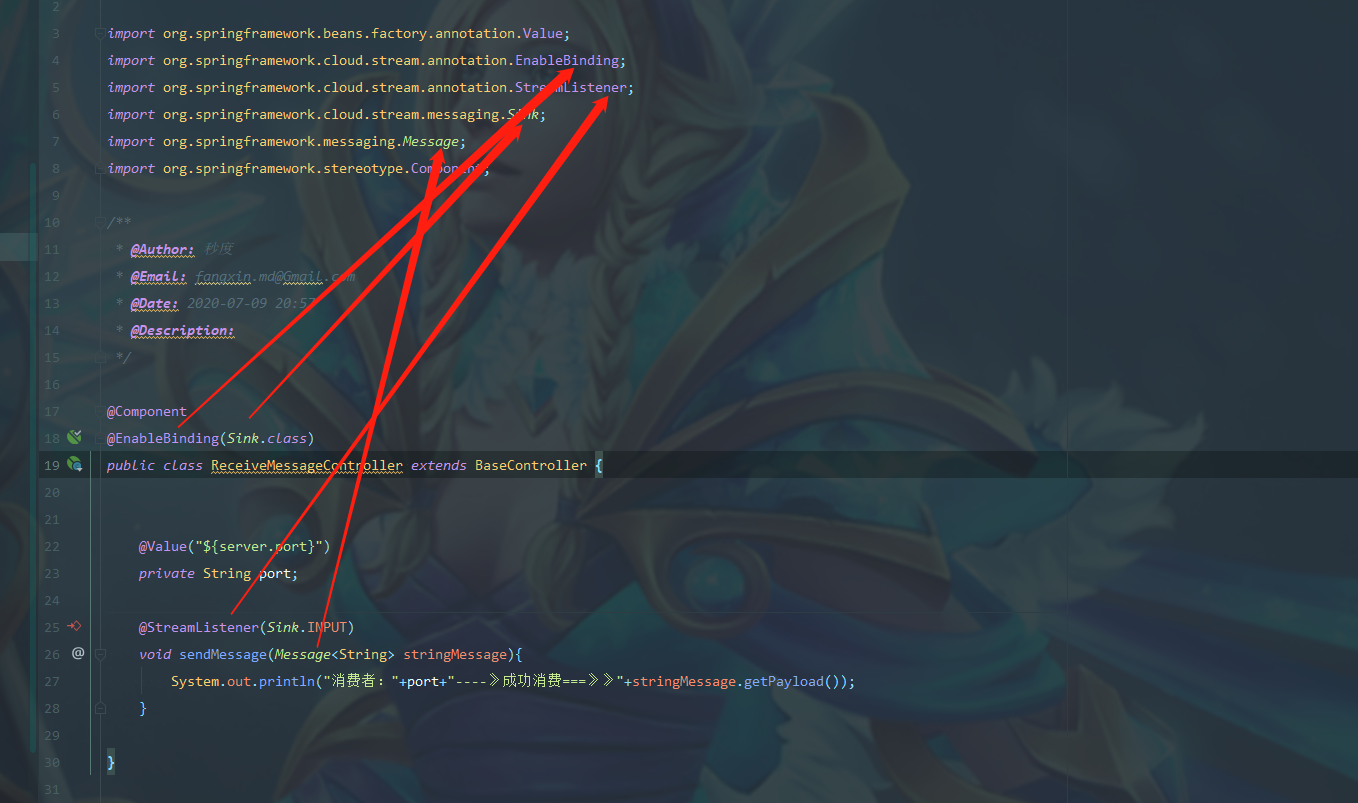 2
3 import org.springframework.beans.factory.annotation.Value;
4 import org.springframework.cloud.stream.annotation.EnableBinding;
5 import org.springframework.cloud.stream.annotation.StreamListener;
6 import org.springframework.cloud.stream.messaging.Sink;
7 import org.springframework.messaging.Message;
8 import org.springframework.stereotype.Component;
9
10 /**
11 * @Author: 秒度
12 * @Email: fangxin.md@Gmail.com
13 * @Date: 2020-07-09 20:57
14 * @Description:
15 */
16
17 @Component
18 @EnableBinding(Sink.class)
19 public class ReceiveMessageController extends BaseController {
20
21
22 @Value("${server.port}")
23 private String port;
24
25 @StreamListener(Sink.INPUT)
26 void sendMessage(Message<String> stringMessage){
27 System.out.println("消费者："+port+"----》成功消费===》》"+stringMessage.getPayload());
28 }
29
30 }
31